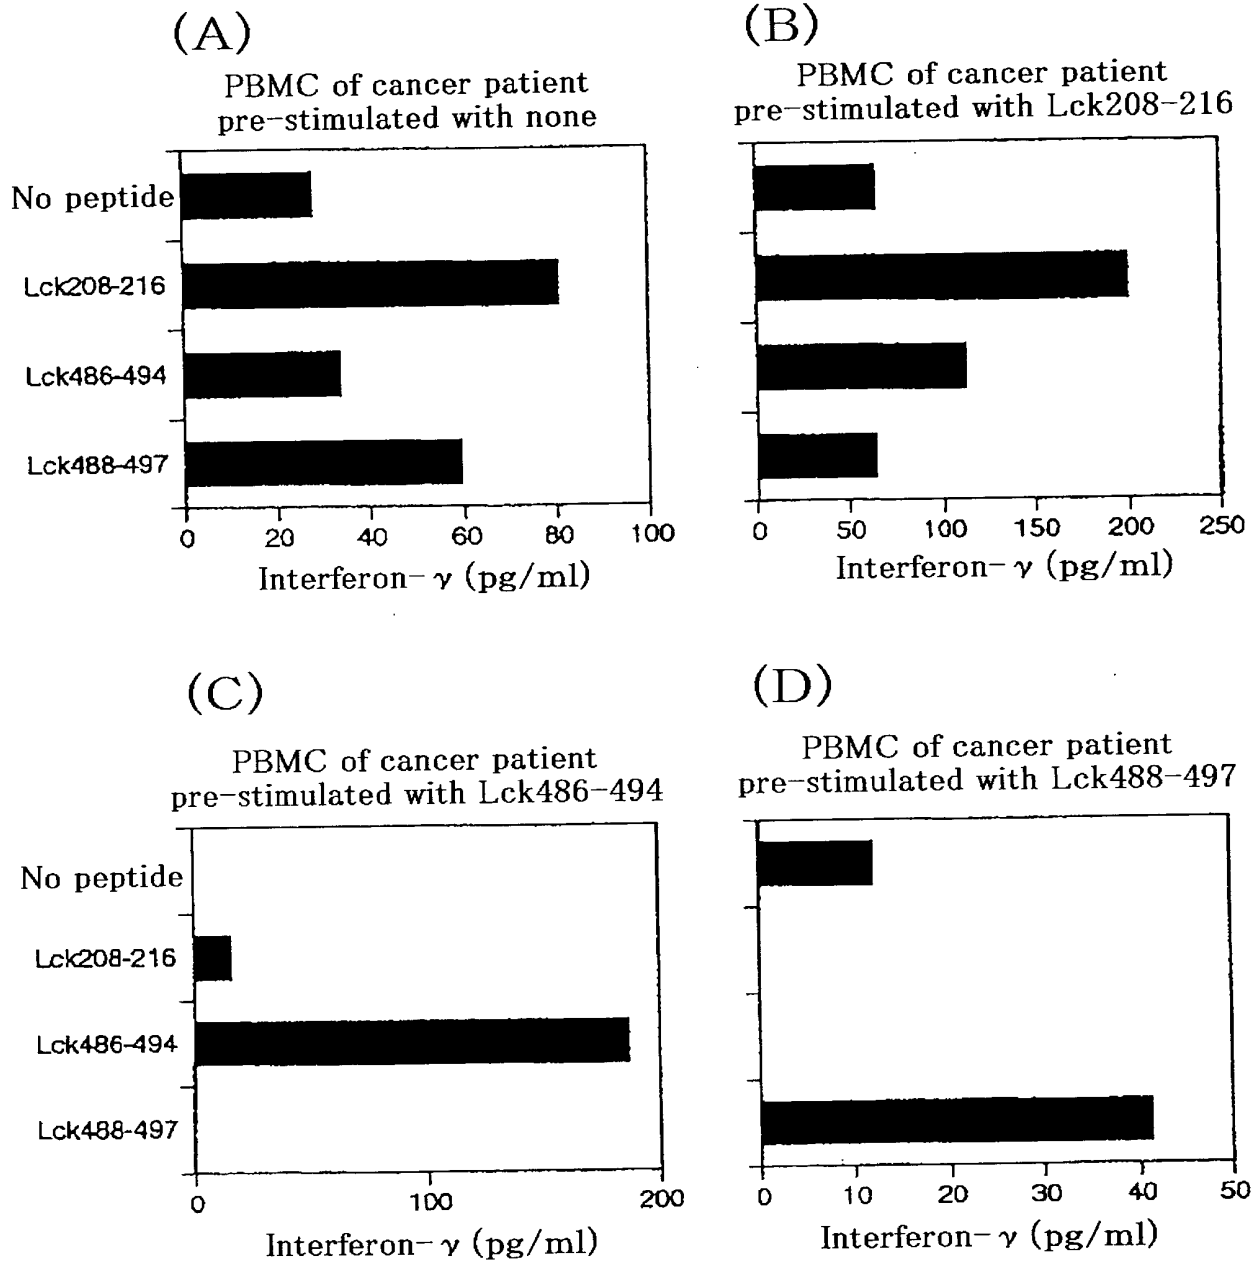 (A)
PBMC of cancer patient
pre-stimulated with none
No peptide
Lck208-216
Lck486-494
Lck488-497
0 20 40 60 80 100
Interferon- γ (pg/ml)
(B)
PBMC of cancer patient
pre-stimulated with Lck208-216
0 50 100 150 200 250
Interferon- γ (pg/ml)
(C)
PBMC of cancer patient
pre-stimulated with Lck486-494
No peptide
Lck208-216
Lck486-494
Lck488-497
0 100 200
Interferon- γ (pg/ml)
(D)
PBMC of cancer patient
pre-stimulated with Lck488-497
0 10 20 30 40 50
Interferon- γ (pg/ml)